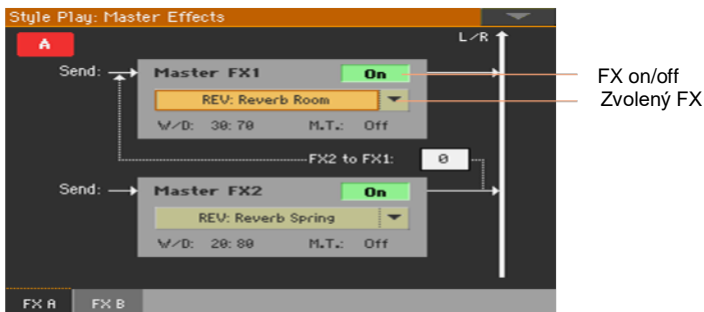 Style Play: Master Effects
A
L/R
Send:
Master FX1
On
FX on/off
REV: Reverb Room
Zvolený FX
W/D: 30:70 M.T.: Off
FX2 to FX1: 0
Send:
Master FX2
On
REV: Reverb Spring
W/D: 20:80 M.T.: Off
FX A FX B